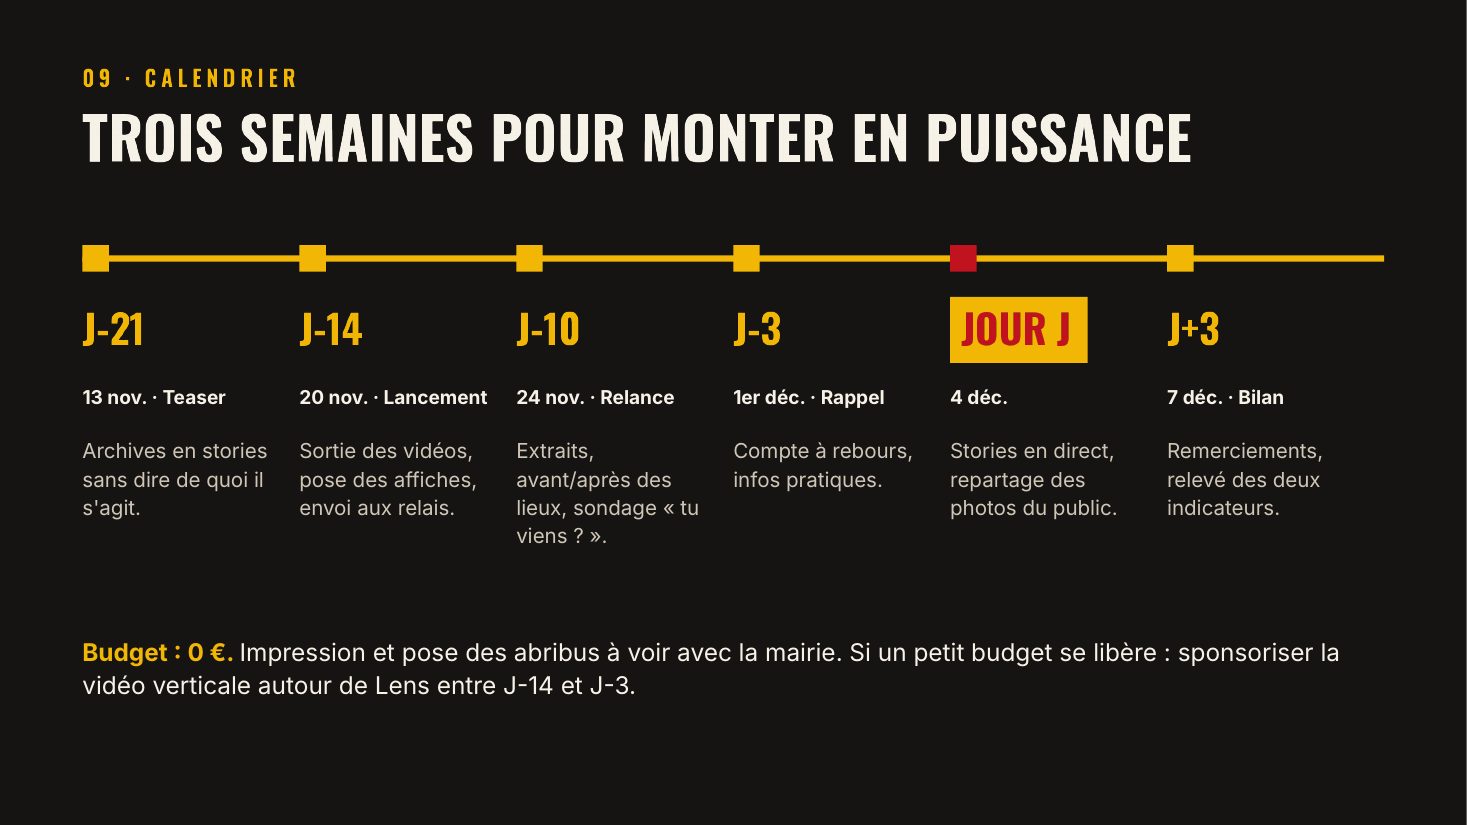 09 · CALENDRIER
TROIS SEMAINES POUR MONTER EN PUISSANCE
J-21
13 nov. · Teaser
Archives en stories
sans dire de quoi il
s'agit.
J-14
20 nov. · Lancement
Sortie des vidéos,
pose des affiches,
envoi aux relais.
J-10
24 nov. · Relance
Extraits,
avant/après des
lieux, sondage « tu
viens ? ».
J-3
1er déc. · Rappel
Compte à rebours,
infos pratiques.
JOUR J
4 déc.
Stories en direct,
repartage des
photos du public.
J+3
7 déc. · Bilan
Remerciements,
relevé des deux
indicateurs.
Budget : 0 €. Impression et pose des abribus à voir avec la mairie. Si un petit budget se libère : sponsoriser la
vidéo verticale autour de Lens entre J-14 et J-3.